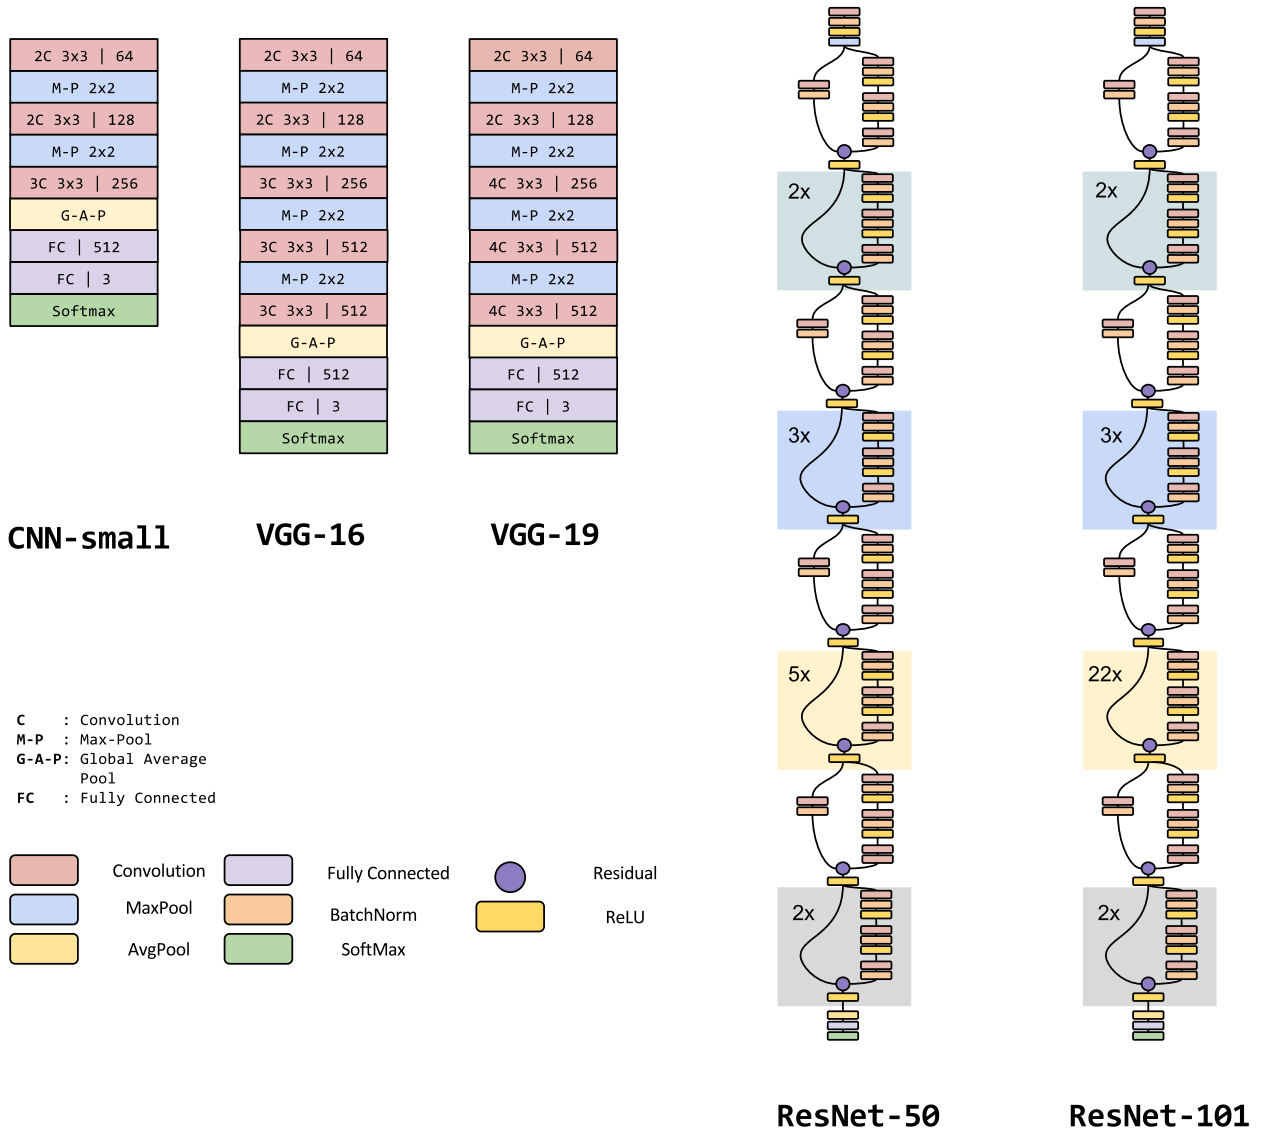 2C 3x3 | 64
M-P 2x2
2C 3x3 | 128
M-P 2x2
3C 3x3 | 256
G-A-P
FC | 512
FC | 3
Softmax
CNN-small
2C 3x3 | 64
M-P 2x2
2C 3x3 | 128
M-P 2x2
3C 3x3 | 256
M-P 2x2
3C 3x3 | 512
M-P 2x2
3C 3x3 | 512
G-A-P
FC | 512
FC | 3
Softmax
VGG-16
2C 3x3 | 64
M-P 2x2
2C 3x3 | 128
M-P 2x2
4C 3x3 | 256
M-P 2x2
4C 3x3 | 512
M-P 2x2
4C 3x3 | 512
G-A-P
FC | 512
FC | 3
Softmax
VGG-19
C : Convolution
M-P : Max-Pool
G-A-P: Global Average
Pool
FC : Fully Connected
Convolution
Fully Connected
Residual
MaxPool
BatchNorm
ReLU
AvgPool
SoftMax
2x
3x
5x
2x
ResNet-50
2x
3x
22x
2x
ResNet-101